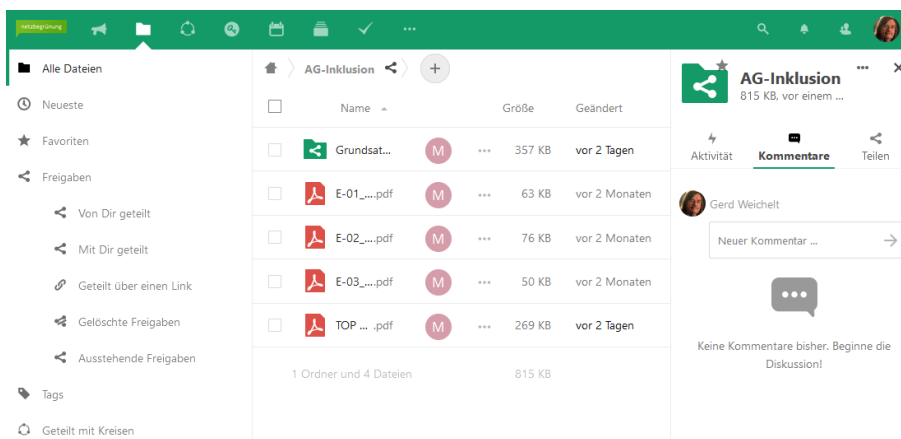 netzbegrünung
Alle Dateien
Neueste
Favoriten
Freigaben
Von Dir geteilt
Mit Dir geteilt
Geteilt über einen Link
Gelöschte Freigaben
Ausstehende Freigaben
Tags
Geteilt mit Kreisen
AG-Inklusion
Name Größe Geändert
Grundsat... M 357 KB vor 2 Tagen
E-01_....pdf M 63 KB vor 2 Monaten
E-02_....pdf M 76 KB vor 2 Monaten
E-03_....pdf M 50 KB vor 2 Monaten
TOP ... .pdf M 269 KB vor 2 Tagen
1 Ordner und 4 Dateien 815 KB
AG-Inklusion
815 KB, vor einem ...
Aktivität Kommentare Teilen
Gerd Weichelt
Neuer Kommentar ...
Keine Kommentare bisher. Beginne die
Diskussion!